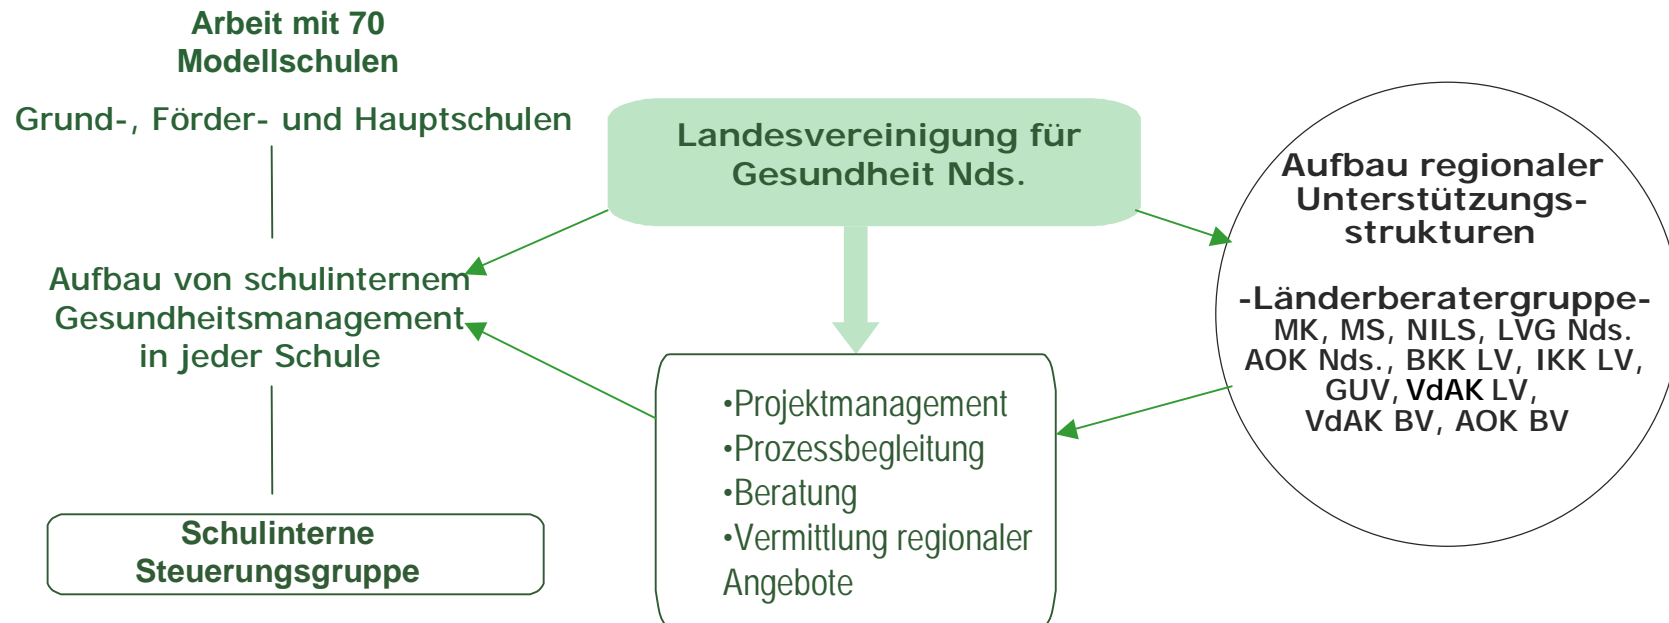 Arbeit mit 70
Modellschulen
Grund-, Förder- und Hauptschulen
Aufbau von schulinternem
Gesundheitsmanagement
in jeder Schule
Schulinterne
Steuerungsgruppe
Landesvereinigung für
Gesundheit Nds.
•Projektmanagement
•Prozessbegleitung
•Beratung
•Vermittlung regionaler
Angebote
Aufbau regionaler
Unterstützungs-
strukturen
-Länderberatergruppe-
MK, MS, NILS, LVG Nds.
AOK Nds., BKK LV, IKK LV,
GUV, VdAK LV,
VdAK BV, AOK BV